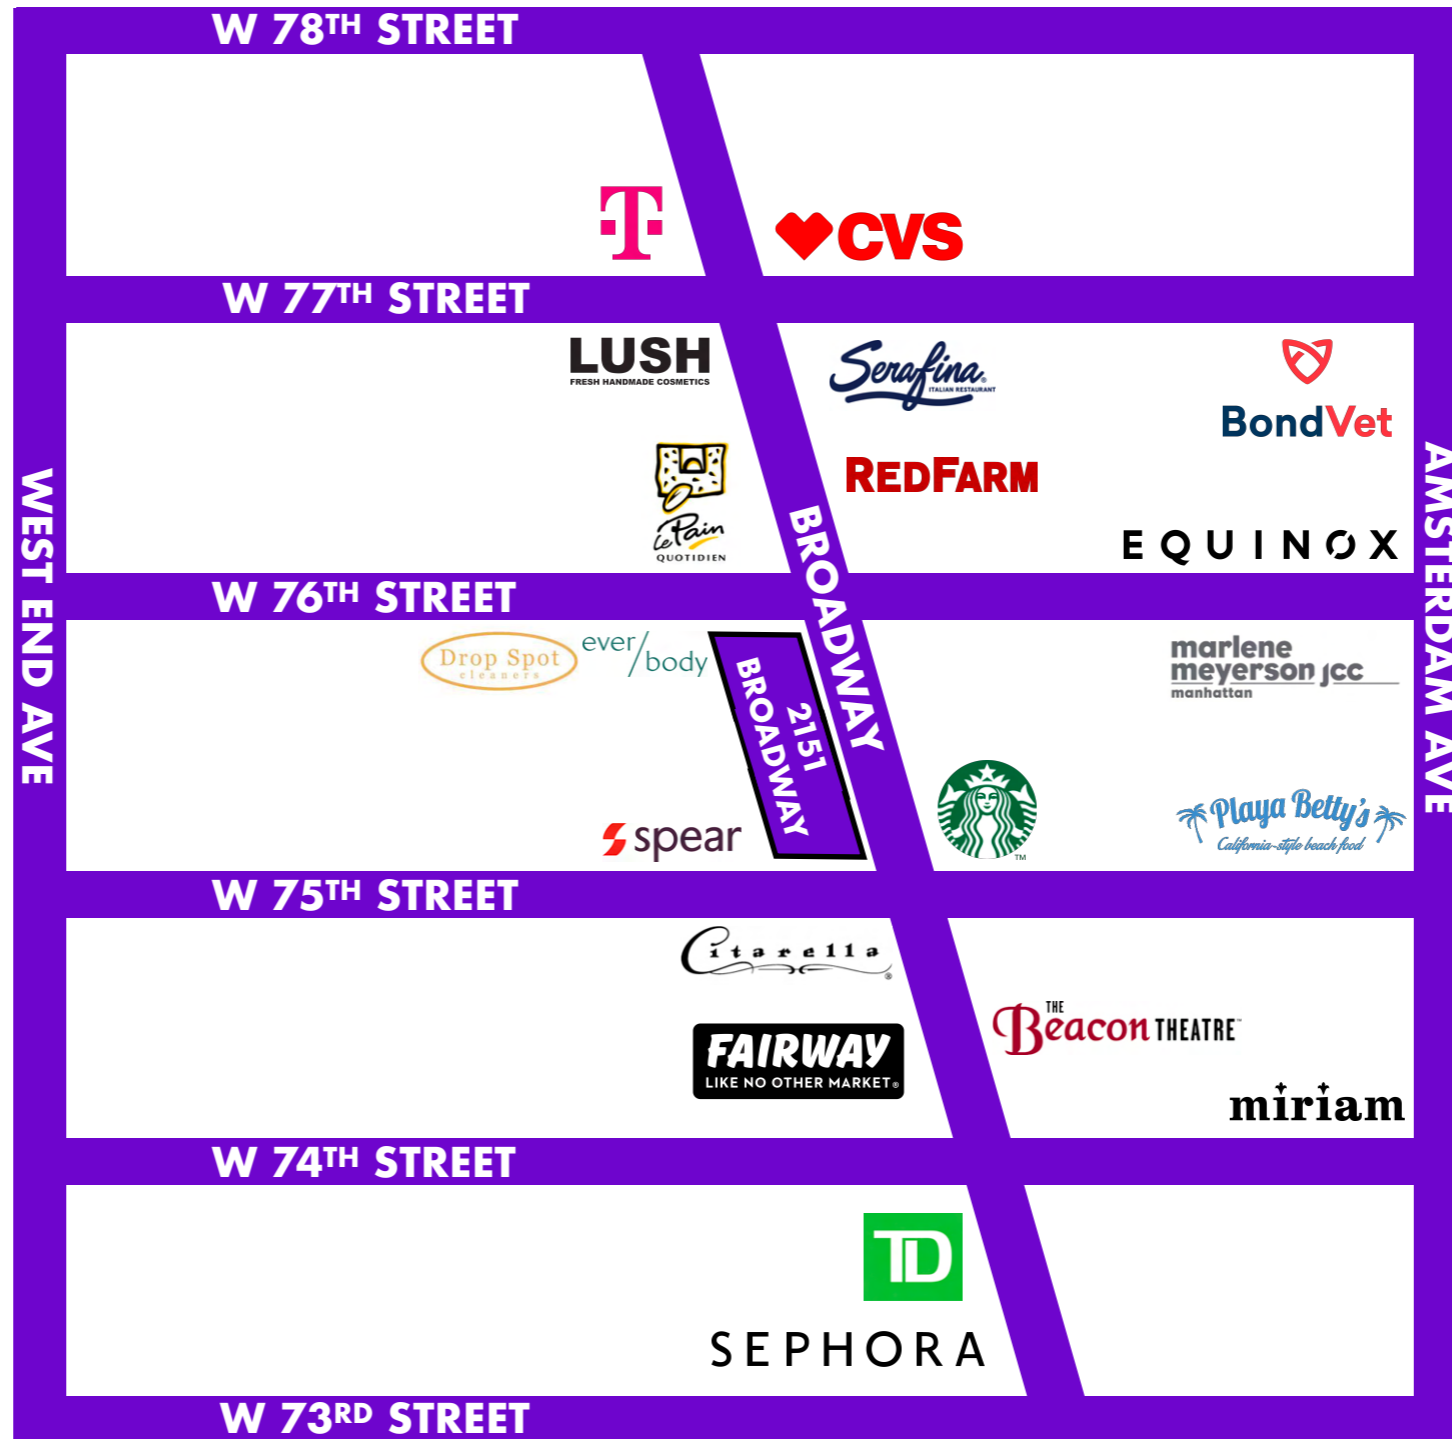 W 78TH STREET
T
CVS
W 77TH STREET
LUSH
FRESH HANDMADE COSMETICS
Serafina®
ITALIAN RESTAURANT
BondVet
REDFARM
le Pain
QUOTIDIEN
EQUINOX
WEST END AVE
BROADWAY
AMSTERDAM AVE
W 76TH STREET
Drop Spot
cleaners
ever/
body
2151
BROADWAY
marlene
meyerson jcc
manhattan
spear
TM
Playa Betty's
California-style beach food
W 75TH STREET
Citarella®
THE
Beacon THEATRE™
FAIRWAY
LIKE NO OTHER MARKET®
miriam
W 74TH STREET
TD
SEPHORA
W 73RD STREET